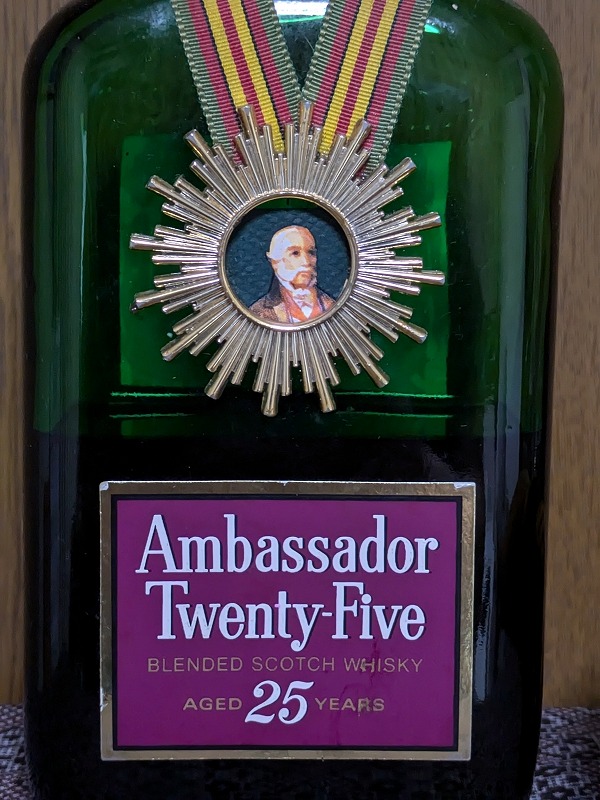 Ambassador
Twenty-Five
BLENDED SCOTCH WHISKY
AGED 25 YEARS